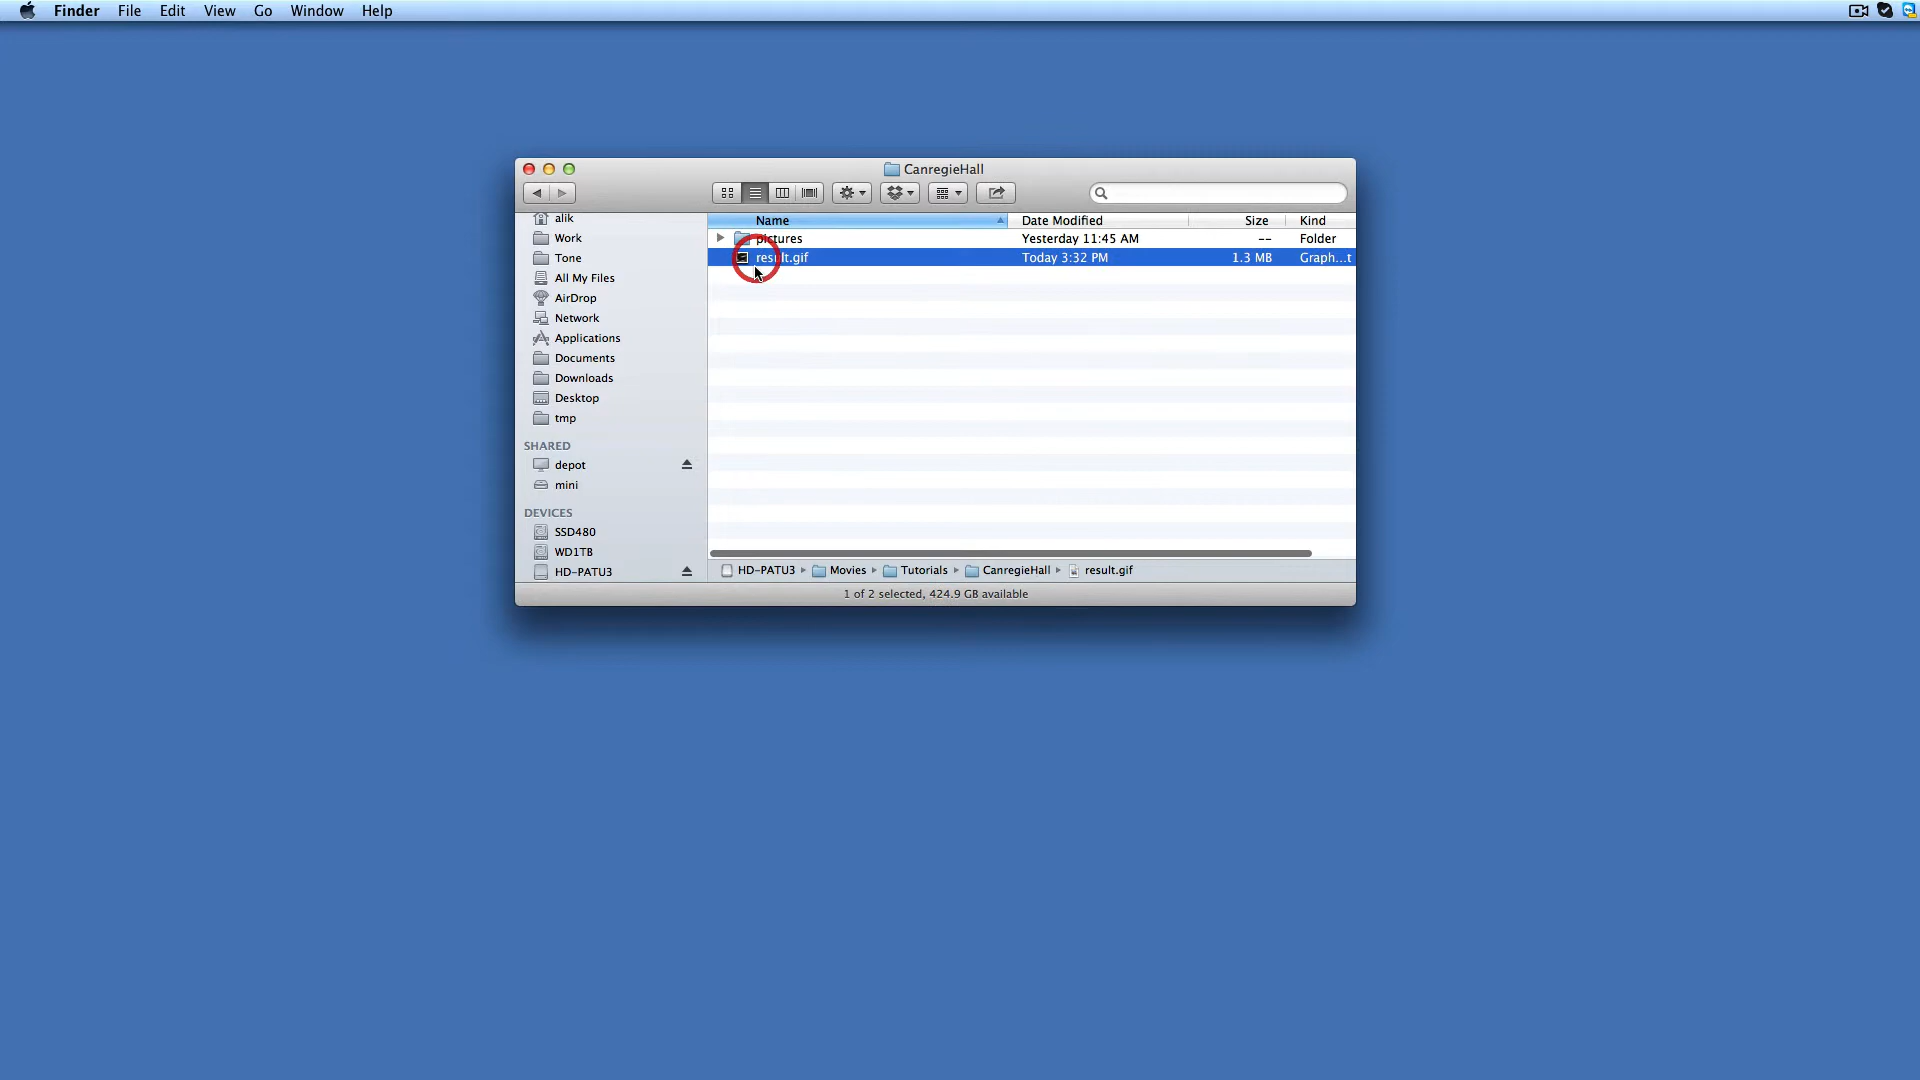 Finder File Edit View Go Window Help
CanregieHall
Name Date Modified Size Kind
alik
Work
Tone
All My Files
AirDrop
Network
Applications
Documents
Downloads
Desktop
tmp
SHARED
depot
mini
DEVICES
SSD480
WD1TB
HD-PATU3
pictures Yesterday 11:45 AM -- Folder
result.gif Today 3:32 PM 1.3 MB Graph...t
HD-PATU3 Movies Tutorials CanregieHall result.gif
1 of 2 selected, 424.9 GB available